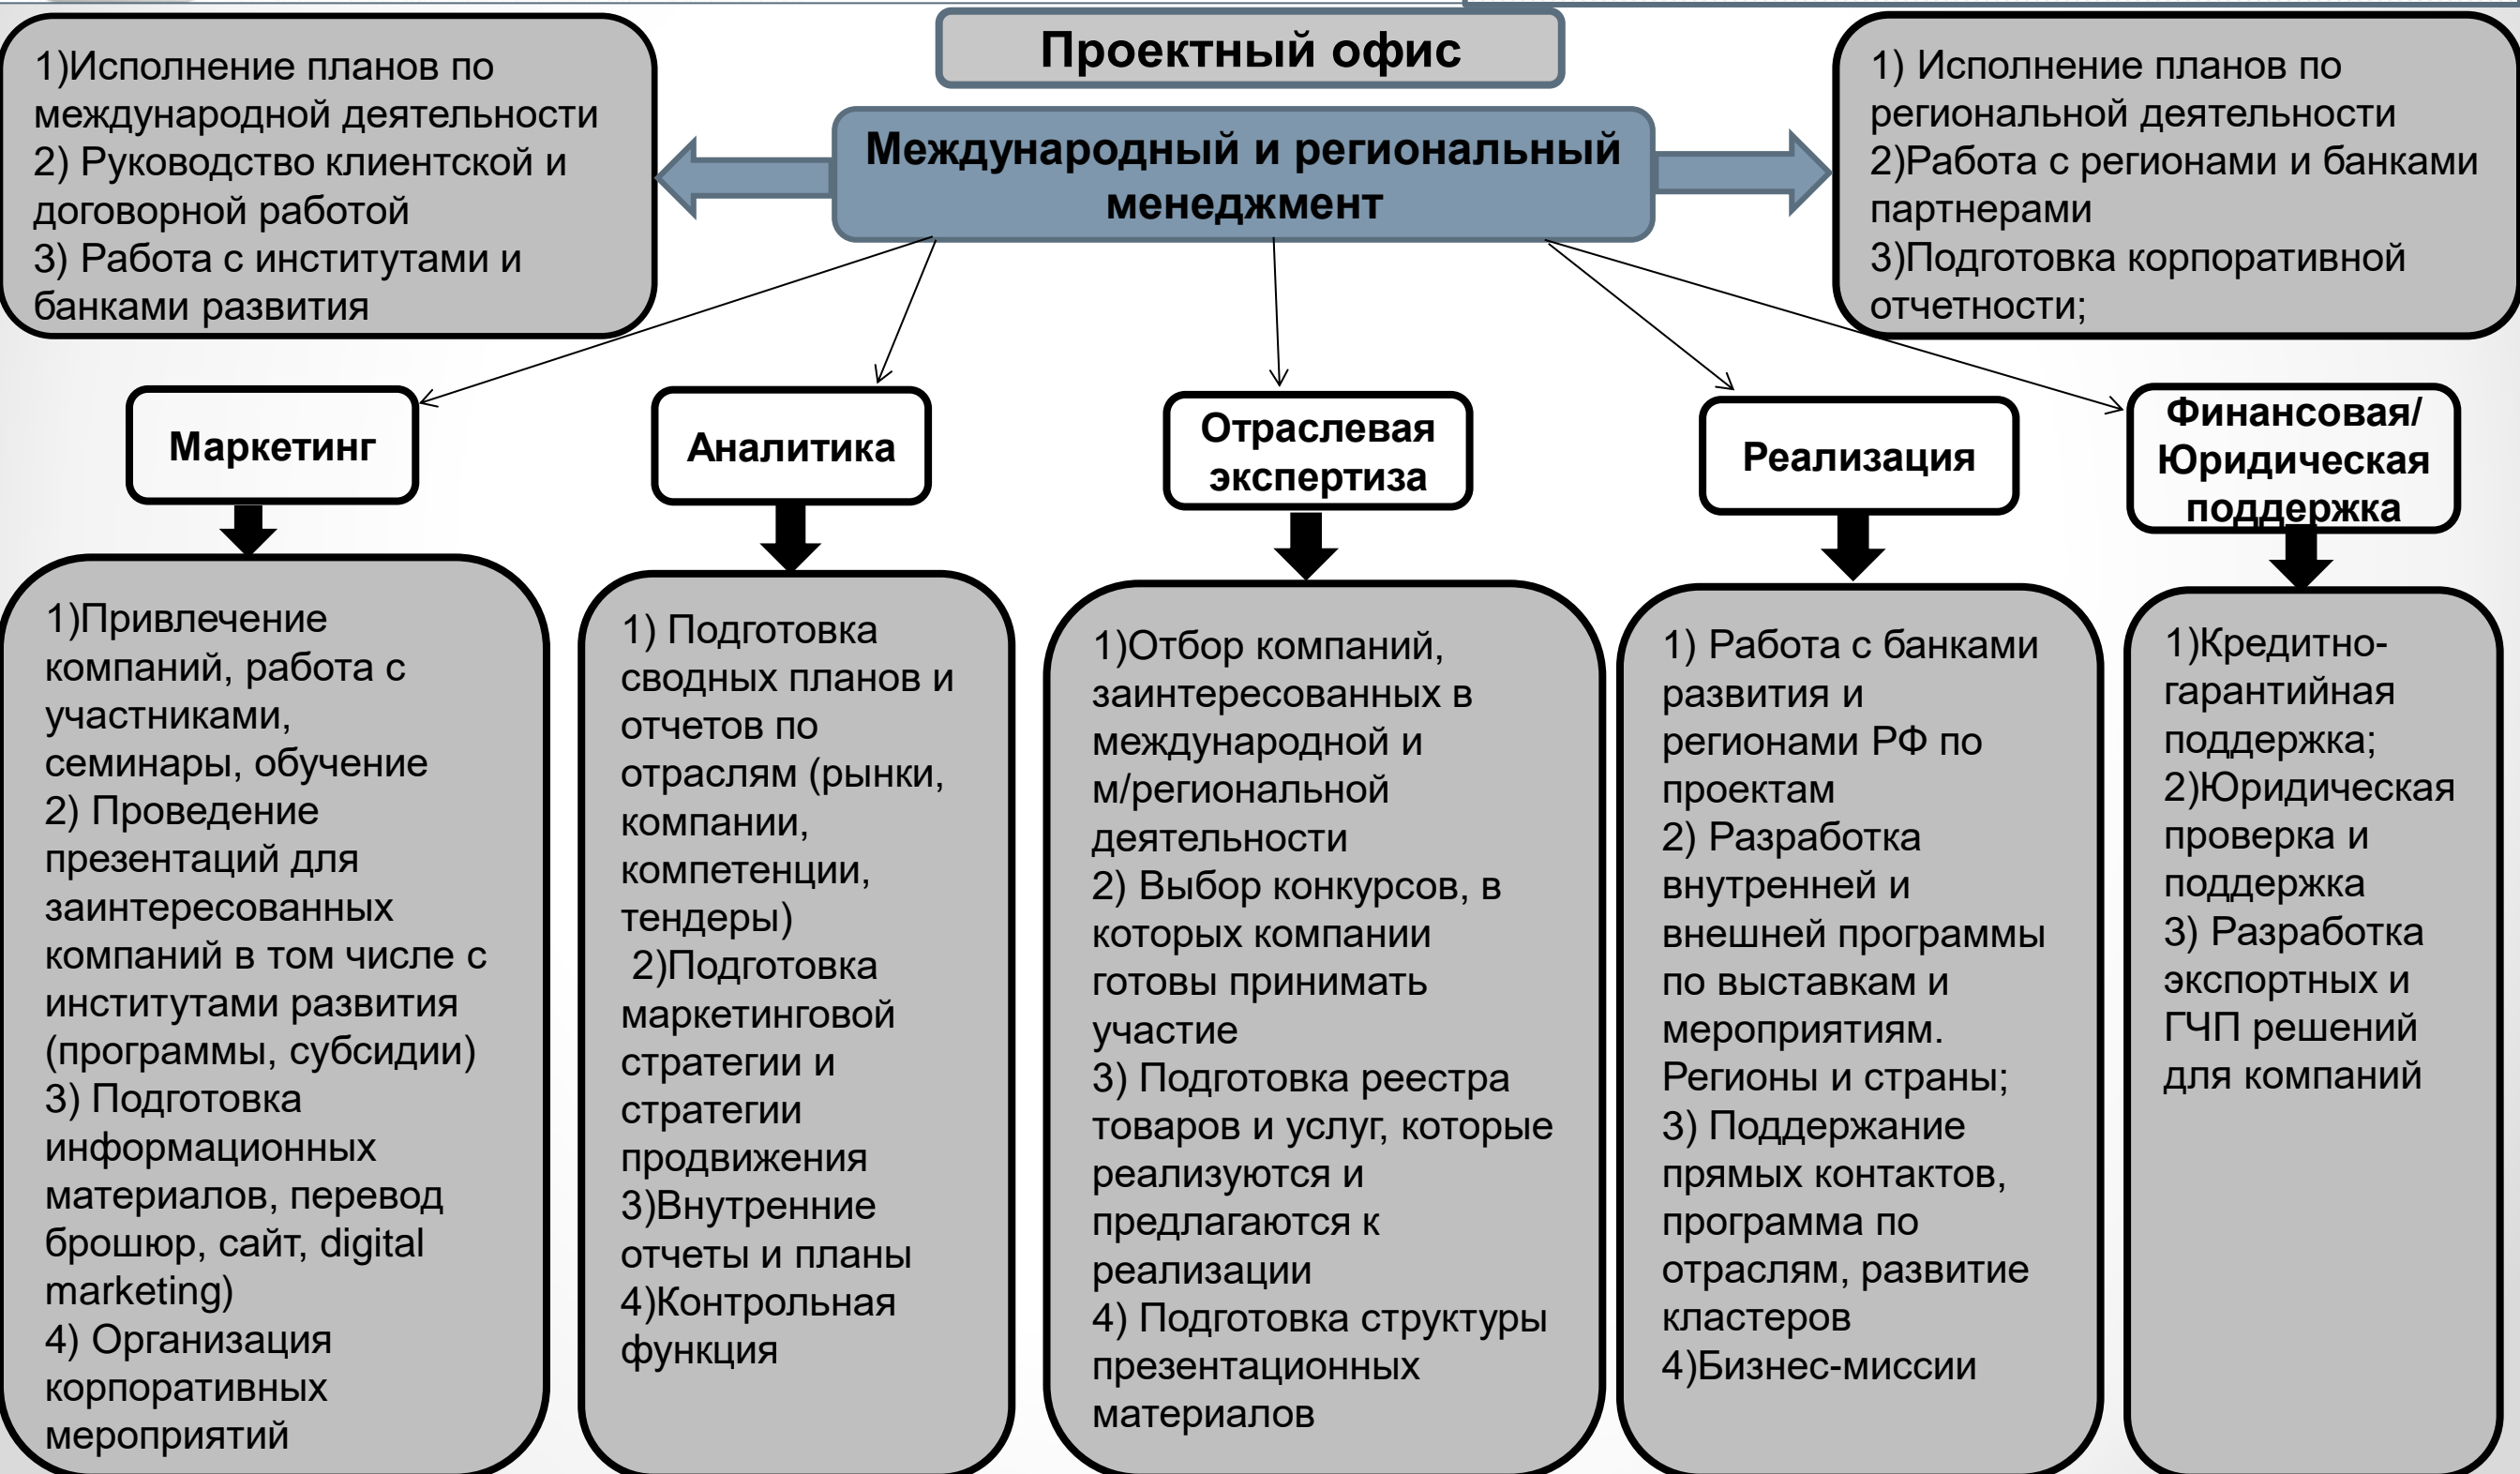 Проектный офис
1)Исполнение планов по
международной деятельности
2) Руководство клиентской и
договорной работой
3) Работа с институтами и
банками развития
Международный и региональный
менеджмент
1) Исполнение планов по
региональной деятельности
2)Работа с регионами и банками
партнерами
3)Подготовка корпоративной
отчетности;
Маркетинг
Аналитика
Отраслевая
экспертиза
Реализация
Финансовая/
Юридическая
поддержка
1)Привлечение
компаний, работа с
участниками,
семинары, обучение
2) Проведение
презентаций для
заинтересованных
компаний в том числе с
институтами развития
(программы, субсидии)
3) Подготовка
информационных
материалов, перевод
брошюр, сайт, digital
marketing)
4) Организация
корпоративных
мероприятий
1) Подготовка
сводных планов и
отчетов по
отраслям (рынки,
компании,
компетенции,
тендеры)
2)Подготовка
маркетинговой
стратегии и
стратегии
продвижения
3)Внутренние
отчеты и планы
4)Контрольная
функция
1)Отбор компаний,
заинтересованных в
международной и
м/региональной
деятельности
2) Выбор конкурсов, в
которых компании
готовы принимать
участие
3) Подготовка реестра
товаров и услуг, которые
реализуются и
предлагаются к
реализации
4) Подготовка структуры
презентационных
материалов
1) Работа с банками
развития и
регионами РФ по
проектам
2) Разработка
внутренней и
внешней программы
по выставкам и
мероприятиям.
Регионы и страны;
3) Поддержание
прямых контактов,
программа по
отраслям, развитие
кластеров
4)Бизнес-миссии
1)Кредитно-
гарантийная
поддержка;
2)Юридическая
проверка и
поддержка
3) Разработка
экспортных и
ГЧП решений
для компаний